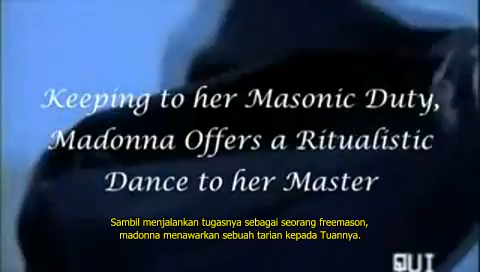 Keeping to her Masonic Duty,
Madonna Offers a Ritualistic
Dance to her Master
Sambil menjalankan tugasnya sebagai seorang freemason,
madonna menawarkan sebuah tarian kepada Tuannya.